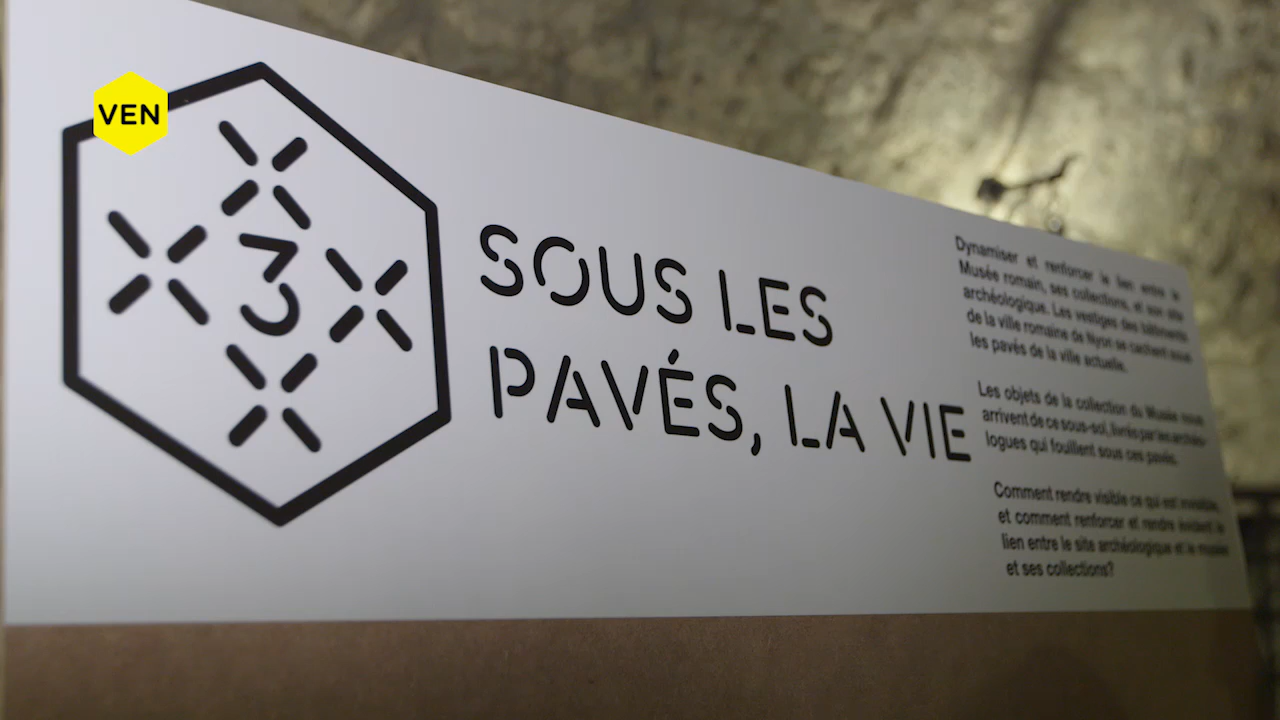 VEN
3
SOUS LES
PAVÉS, LA VIE
Dynamiser et renforcer le lien entre le
Musée romain, ses collections, et son site
archéologique. Les vestiges des bâtiments
de la ville romaine de Nyon se cachent sous
les pavés de la ville actuelle.
Les objets de la collection du Musée nous
arrivent de ce sous-sol, livrés par les archéo-
logues qui fouillent sous ces pavés.
Comment rendre visible ce qui est invisible,
et comment renforcer et rendre évident le
lien entre le site archéologique et le musée
et ses collections?